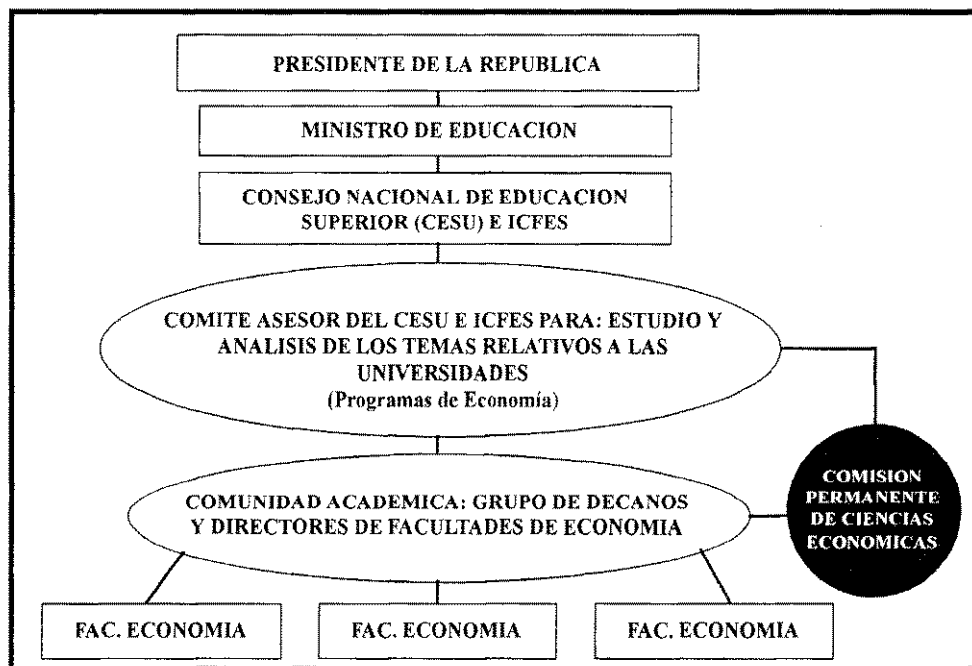 PRESIDENTE DE LA REPUBLICA
MINISTRO DE EDUCACION
CONSEJO NACIONAL DE EDUCACION
SUPERIOR (CESU) E ICFES
COMITE ASESOR DEL CESU E ICFES PARA: ESTUDIO Y
ANALISIS DE LOS TEMAS RELATIVOS A LAS
UNIVERSIDADES
(Programas de Economía)
COMISION
PERMANENTE
DE CIENCIAS
ECONOMICAS
COMUNIDAD ACADEMICA: GRUPO DE DECANOS
Y DIRECTORES DE FACULTADES DE ECONOMIA
FAC. ECONOMIA
FAC. ECONOMIA
FAC. ECONOMIA